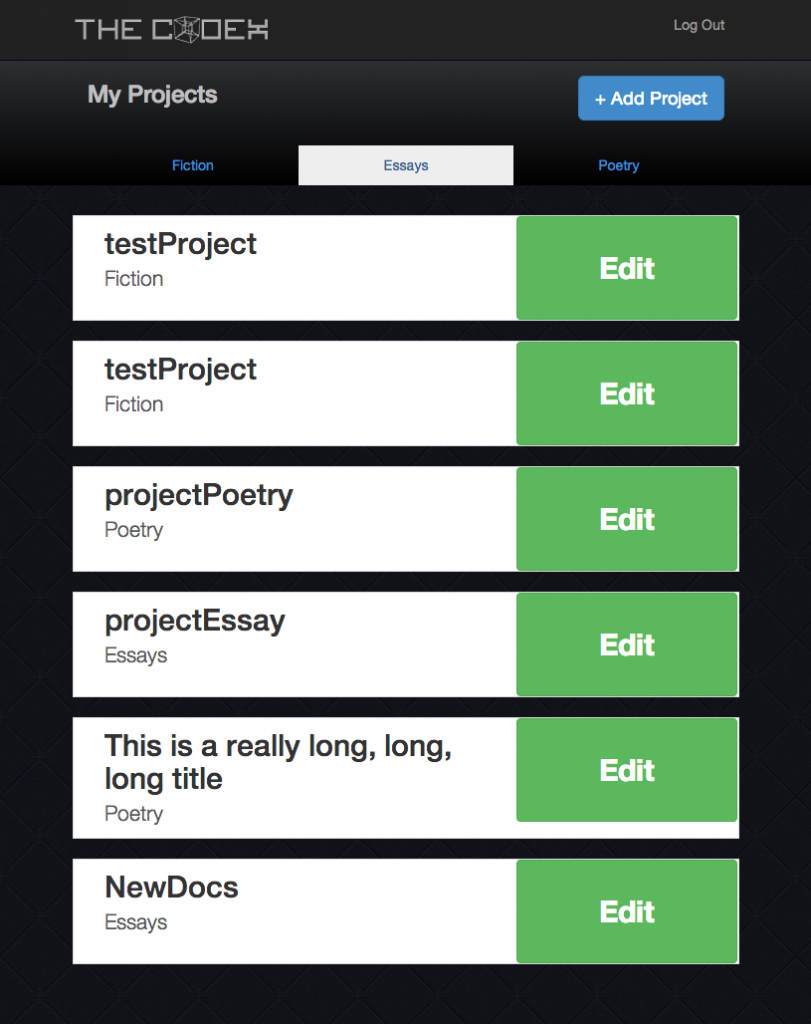 THE CODEX
Log Out
My Projects
+ Add Project
Fiction
Essays
Poetry
testProject
Fiction
Edit
testProject
Fiction
Edit
projectPoetry
Poetry
Edit
projectEssay
Essays
Edit
This is a really long, long,
long title
Poetry
Edit
NewDocs
Essays
Edit